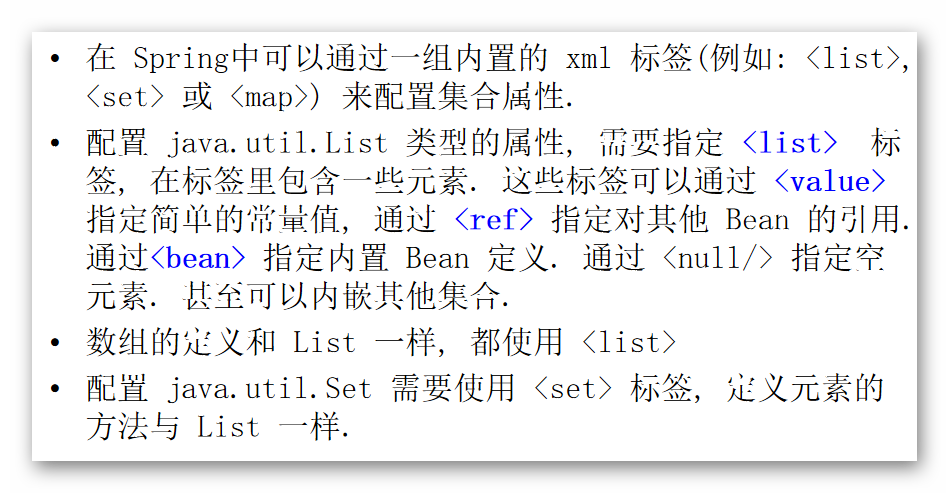 • 在 Spring中可以通过一组内置的 xml 标签(例如: <list>,
<set> 或 <map>) 来配置集合属性.
• 配置 java.util.List 类型的属性, 需要指定 <list> 标
签, 在标签里包含一些元素. 这些标签可以通过 <value>
指定简单的常量值, 通过 <ref> 指定对其他 Bean 的引用.
通过<bean> 指定内置 Bean 定义. 通过 <null/> 指定空
元素. 甚至可以内嵌其他集合.
• 数组的定义和 List 一样, 都使用 <list>
• 配置 java.util.Set 需要使用 <set> 标签, 定义元素的
方法与 List 一样.